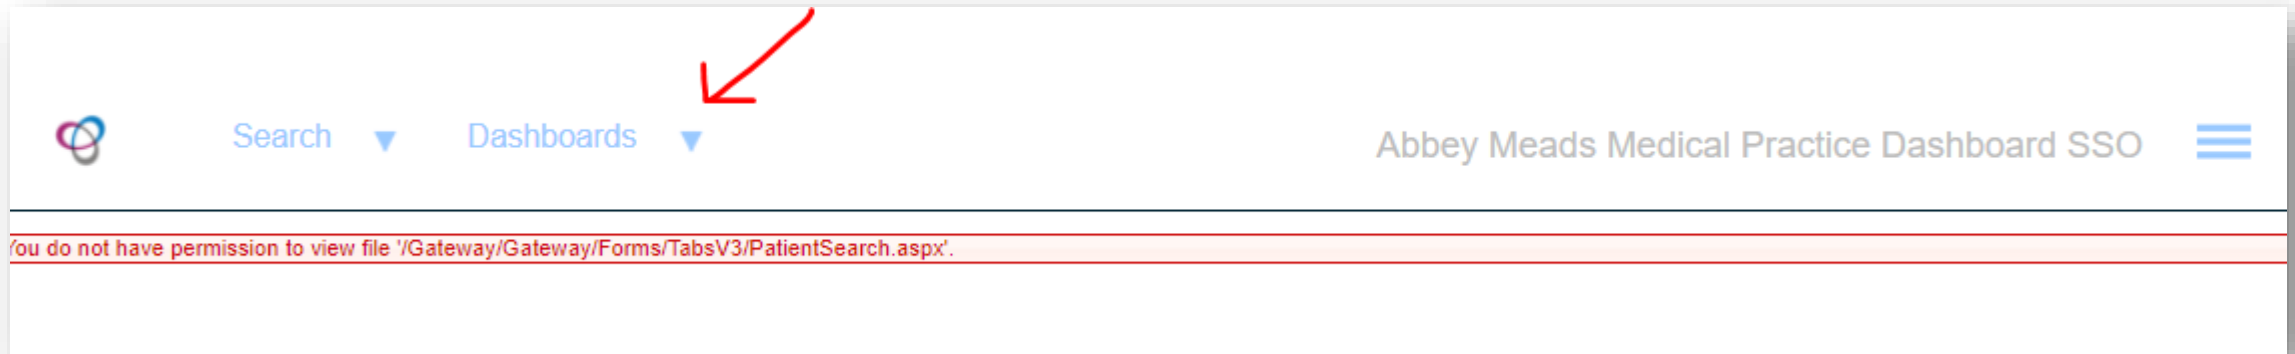 Search Dashboards Abbey Meads Medical Practice Dashboard SSO
You do not have permission to view file '/Gateway/Gateway/Forms/TabsV3/PatientSearch.aspx'.